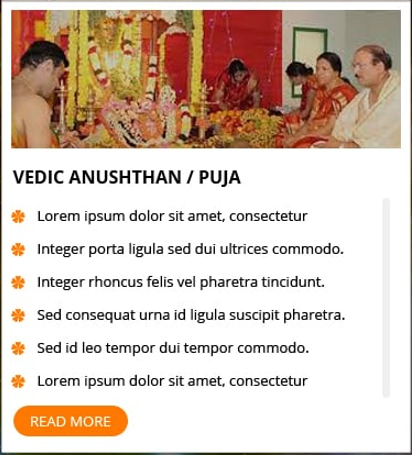 VEDIC ANUSHTHAN / PUJA
Lorem ipsum dolor sit amet, consectetur
Integer porta ligula sed dui ultrices commodo.
Integer rhoncus felis vel pharetra tincidunt.
Sed consequat urna id ligula suscipit pharetra.
Sed id leo tempor dui tempor commodo.
Lorem ipsum dolor sit amet, consectetur
READ MORE